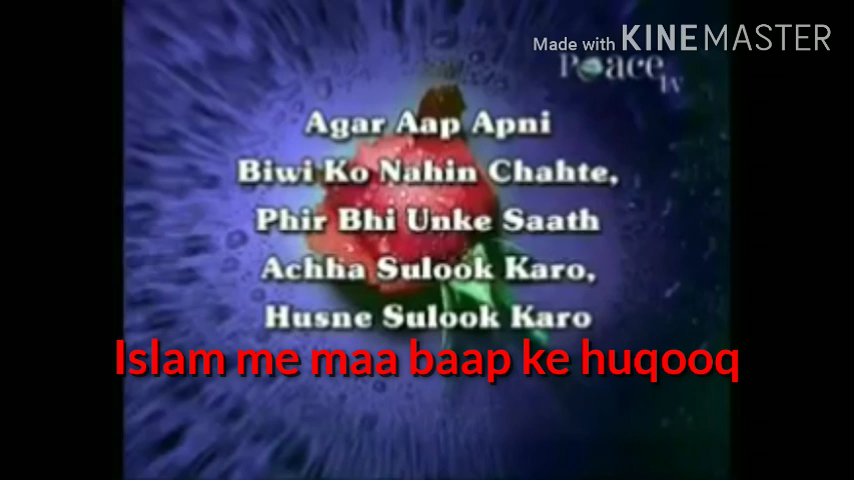 Made with KINEMASTER
Peace
tv
Agar Aap Apni
Biwi Ko Nahin Chahte,
Phir Bhi Unke Saath
Achha Sulook Karo,
Husne Sulook Karo
Islam me maa baap ke huqooq